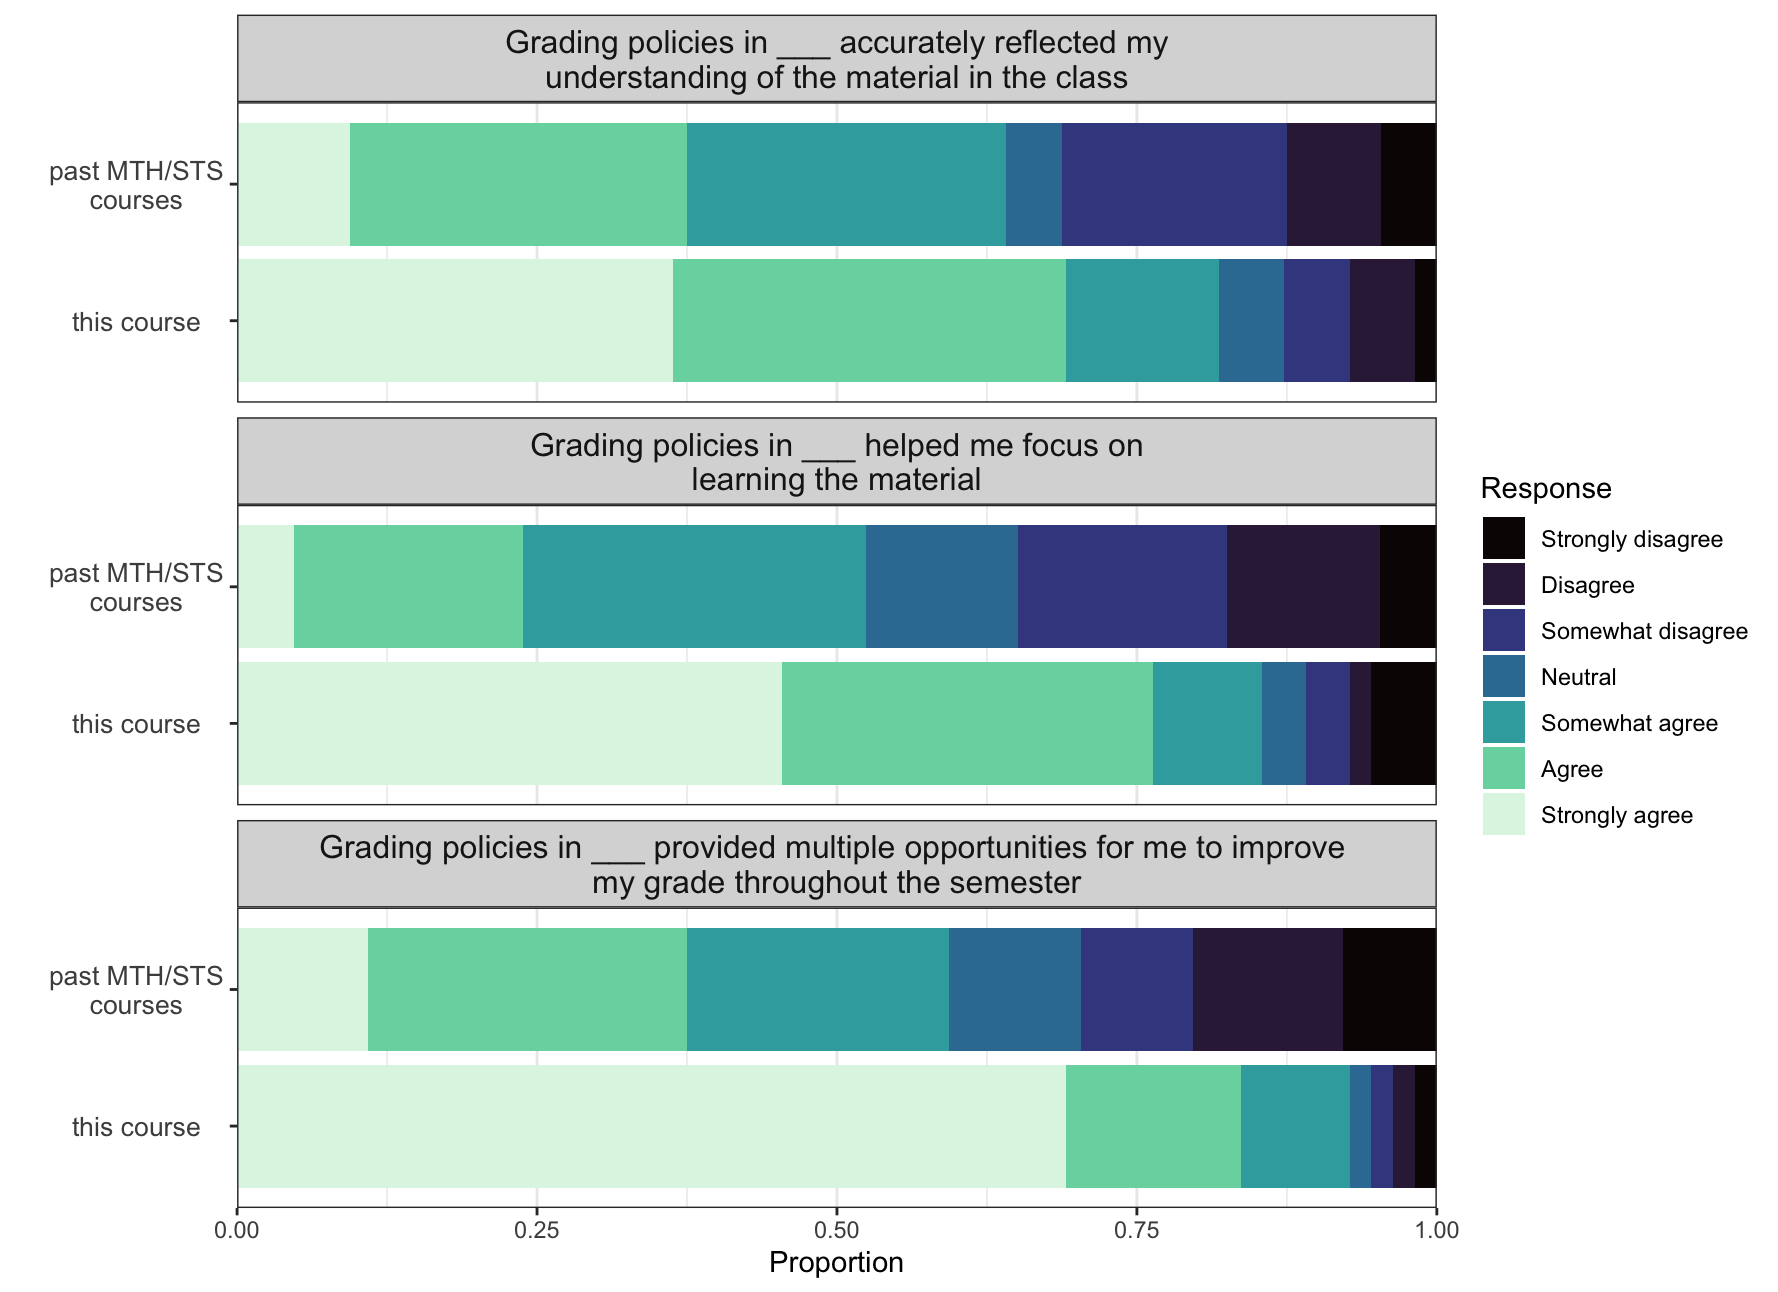 Grading policies in ___ accurately reflected my
understanding of the material in the class
past MTH/STS
courses
this course
Grading policies in ___ helped me focus on
learning the material
past MTH/STS
courses
this course
Grading policies in ___ provided multiple opportunities for me to improve
my grade throughout the semester
past MTH/STS
courses
this course
0.00 0.25 0.50 0.75 1.00
Proportion
Response
Strongly disagree
Disagree
Somewhat disagree
Neutral
Somewhat agree
Agree
Strongly agree